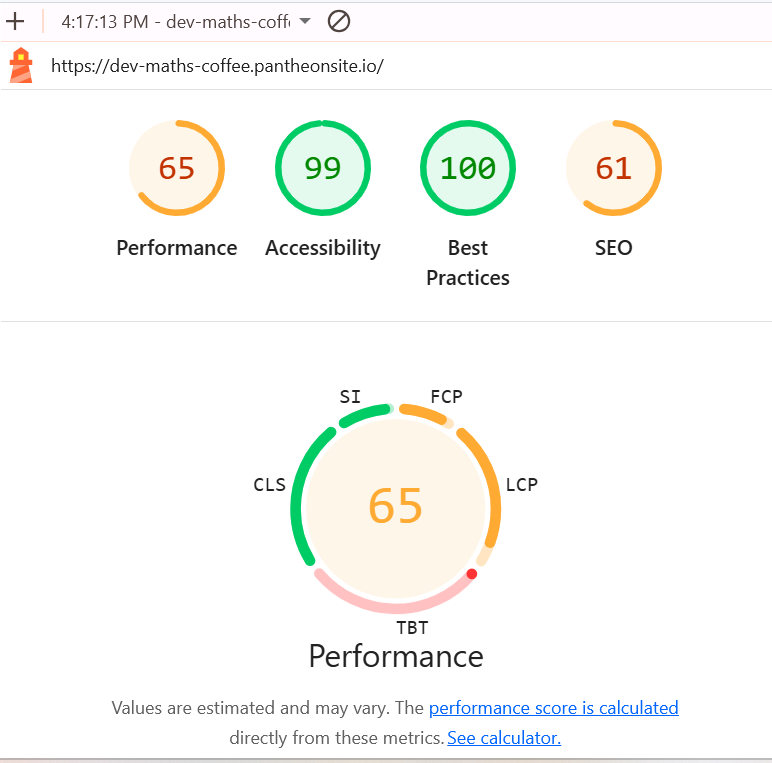 4:17:13 PM - dev-maths-coff
https://dev-maths-coffee.pantheonsite.io/
65 99 100 61
Performance Accessibility Best Practices SEO
SI FCP
CLS LCP
65
TBT
Performance
Values are estimated and may vary. The performance score is calculated
directly from these metrics. See calculator.